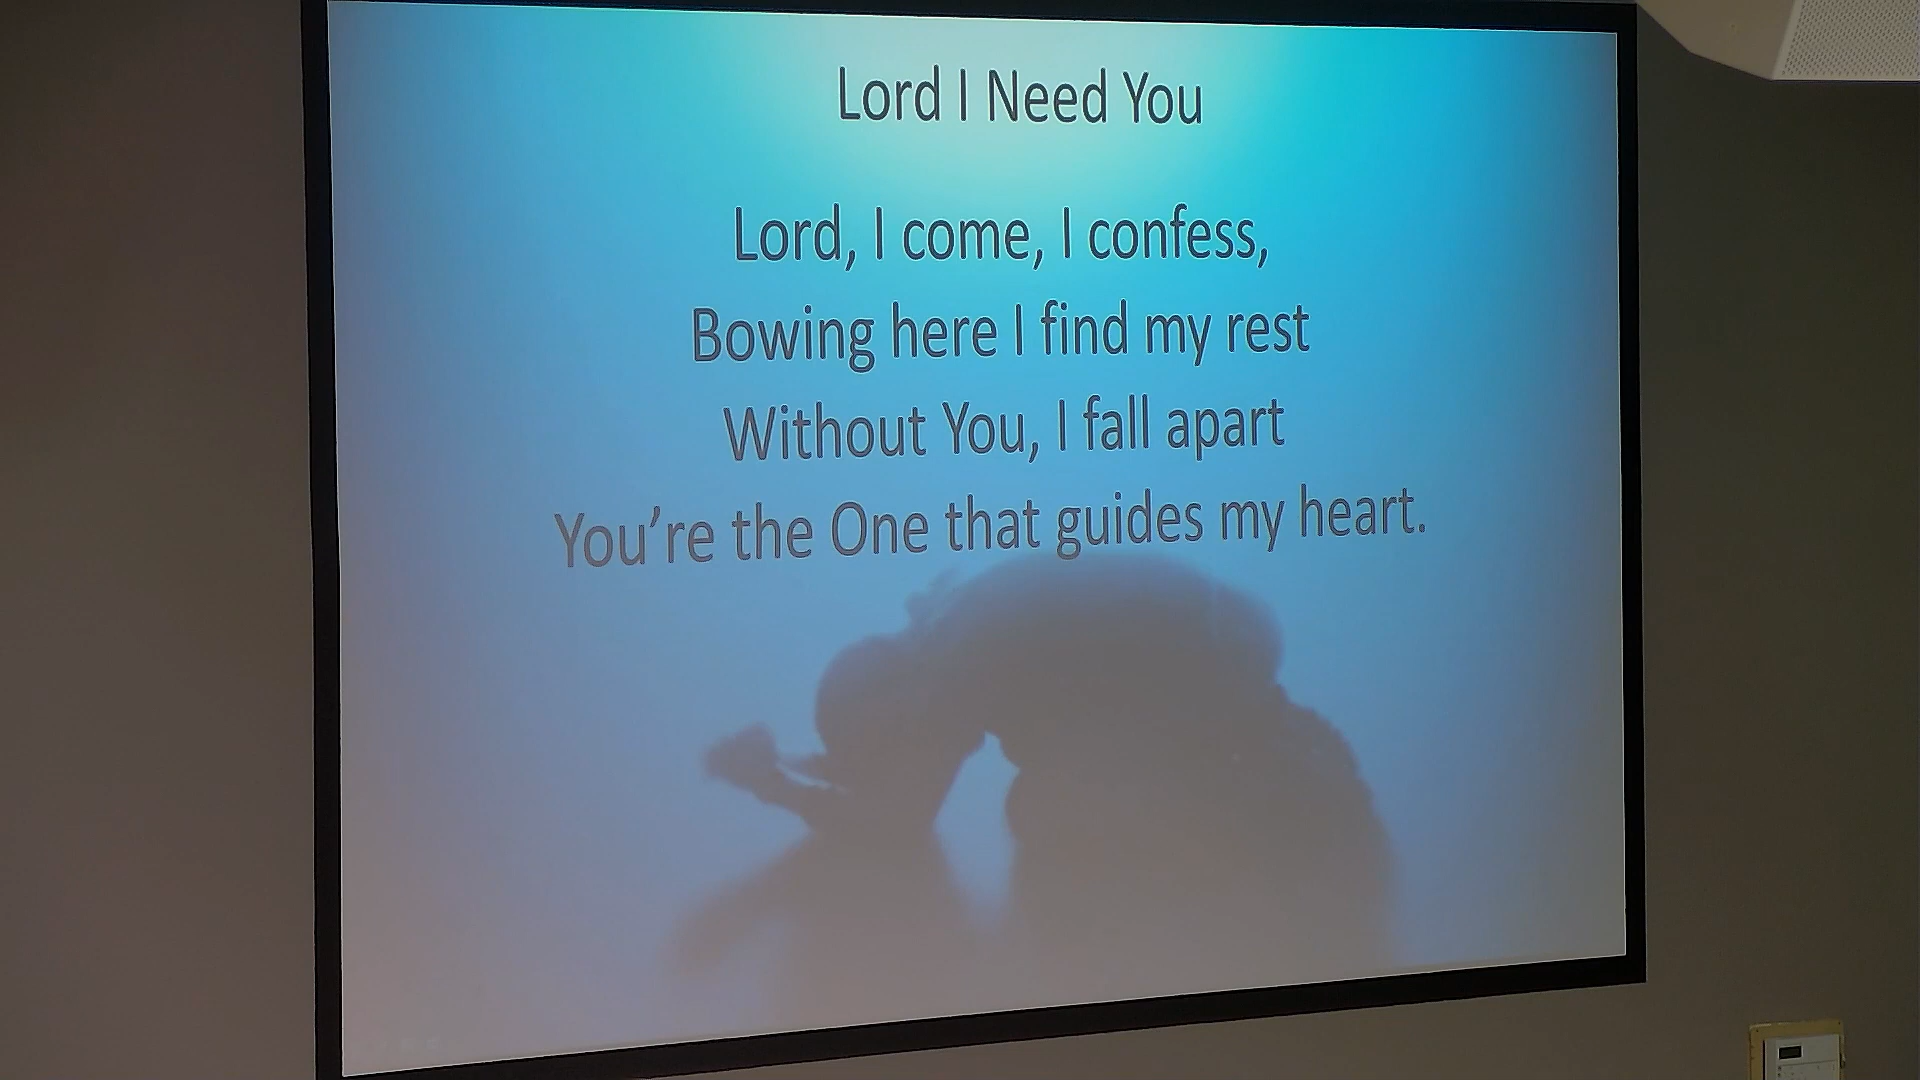 Lord I Need You
Lord, I come, I confess,
Bowing here I find my rest
Without You, I fall apart
You’re the One that guides my heart.